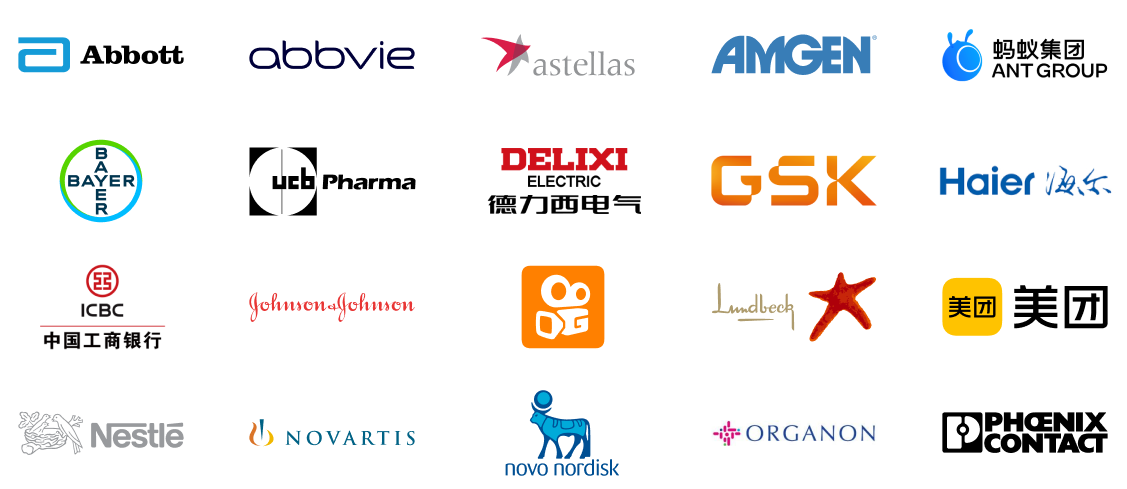 Abbott
abbvie
astellas
AMGEN®
蚂蚁集团
ANT GROUP
BAYER
BAYER
ucb Pharma
DELIXI
ELECTRIC
德力西电气
GSK
Haier 海尔
ICBC
中国工商银行
Johnson&Johnson
Lundbeck
美团 美团
Nestlé
NOVARTIS
novo nordisk
ORGANON
PHŒNIX
CONTACT